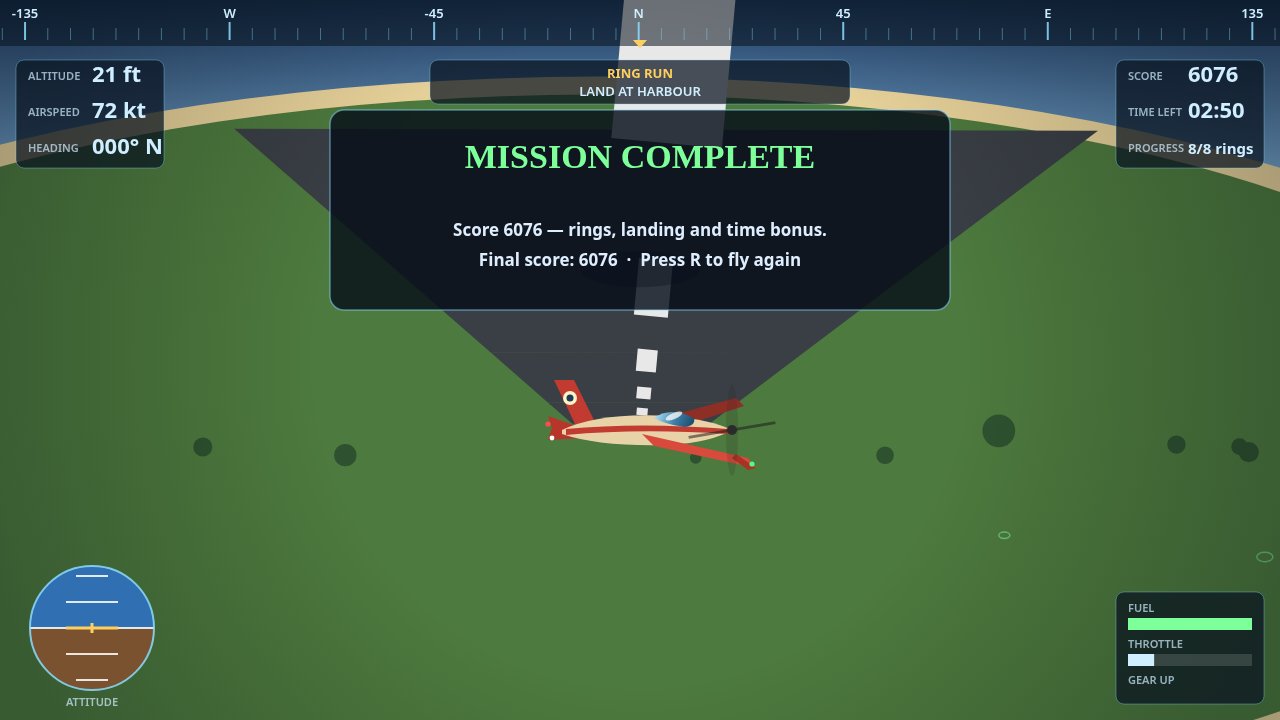 -135 W -45 N 45 E 135
ALTITUDE 21 ft
AIRSPEED 72 kt
HEADING 000° N
RING RUN
LAND AT HARBOUR
SCORE 6076
TIME LEFT 02:50
PROGRESS 8/8 rings
MISSION COMPLETE
Score 6076 — rings, landing and time bonus.
Final score: 6076 · Press R to fly again
ATTITUDE
FUEL
THROTTLE
GEAR UP